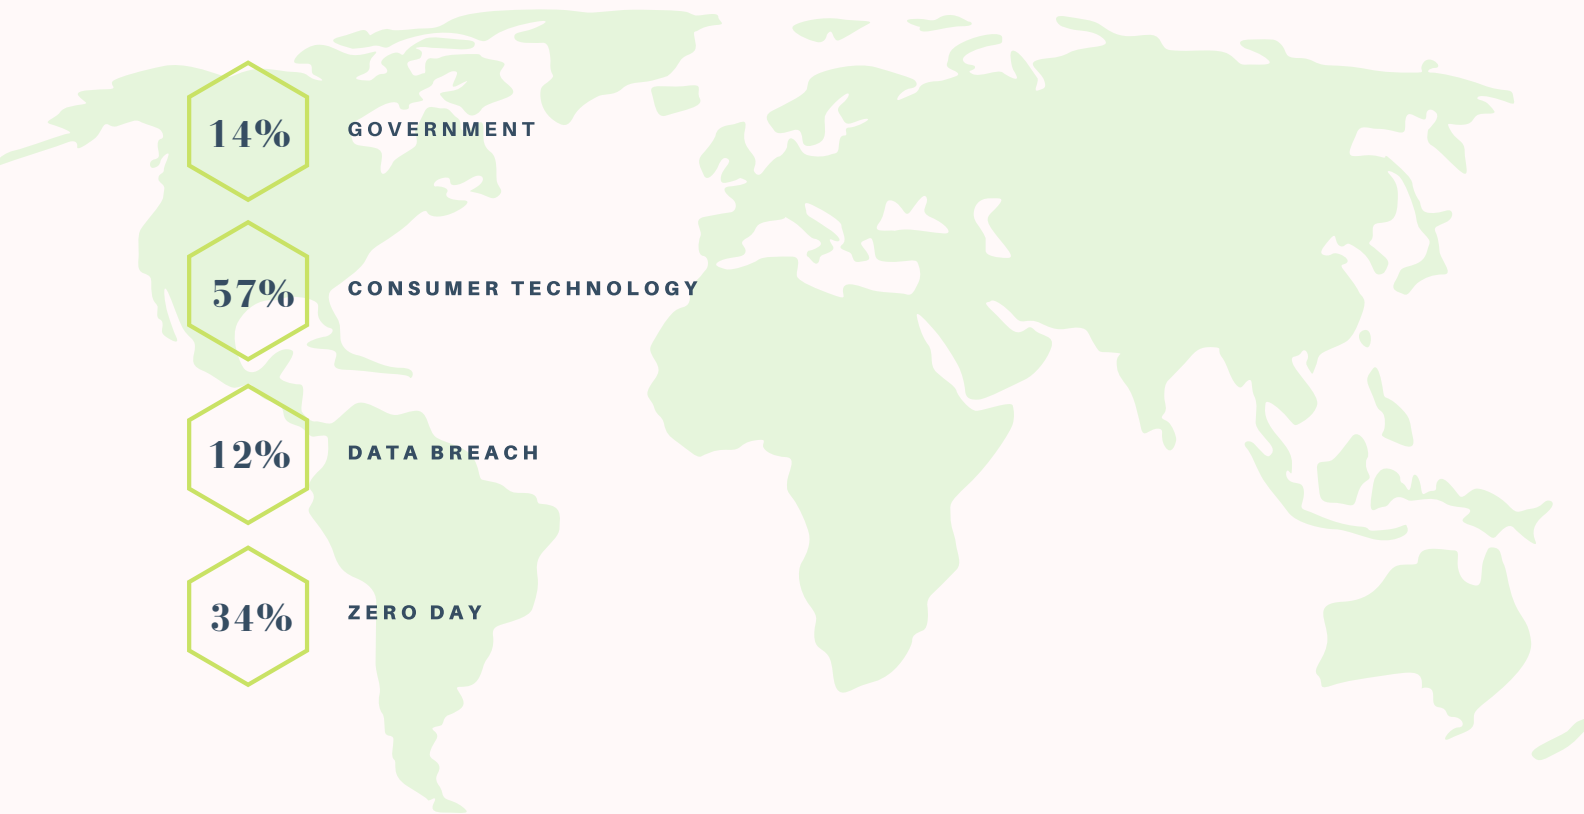 14% GOVERNMENT
57% CONSUMER TECHNOLOGY
12% DATA BREACH
34% ZERO DAY